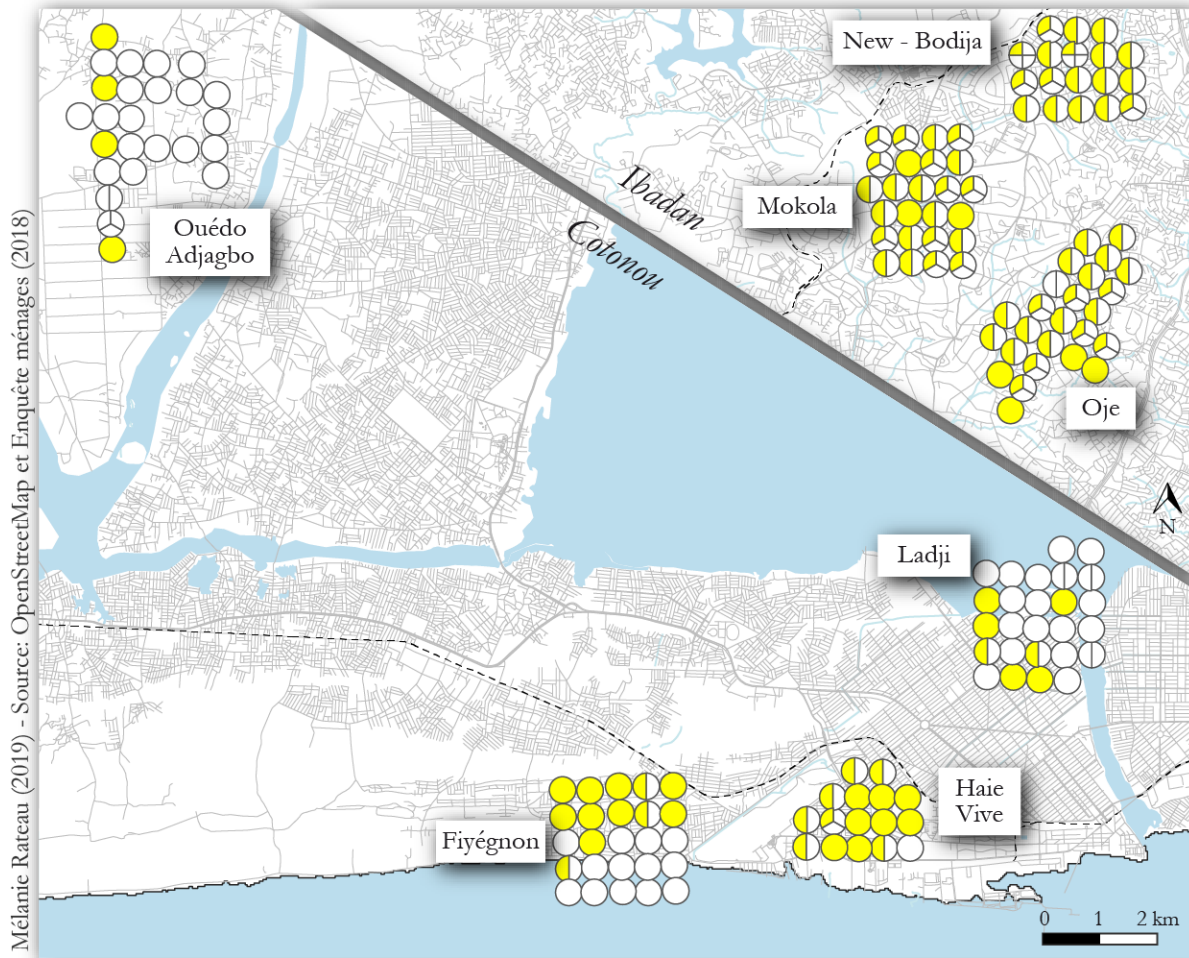 New - Bodija
Mokola
Ibadan
Cotonou
Ouédo
Adjagbo
Oje
N
Ladji
Haie
Vive
Fiyégnon
0 1 2 km
Mélanie Rateau (2019) - Source: OpenStreetMap et Enquête ménages (2018)